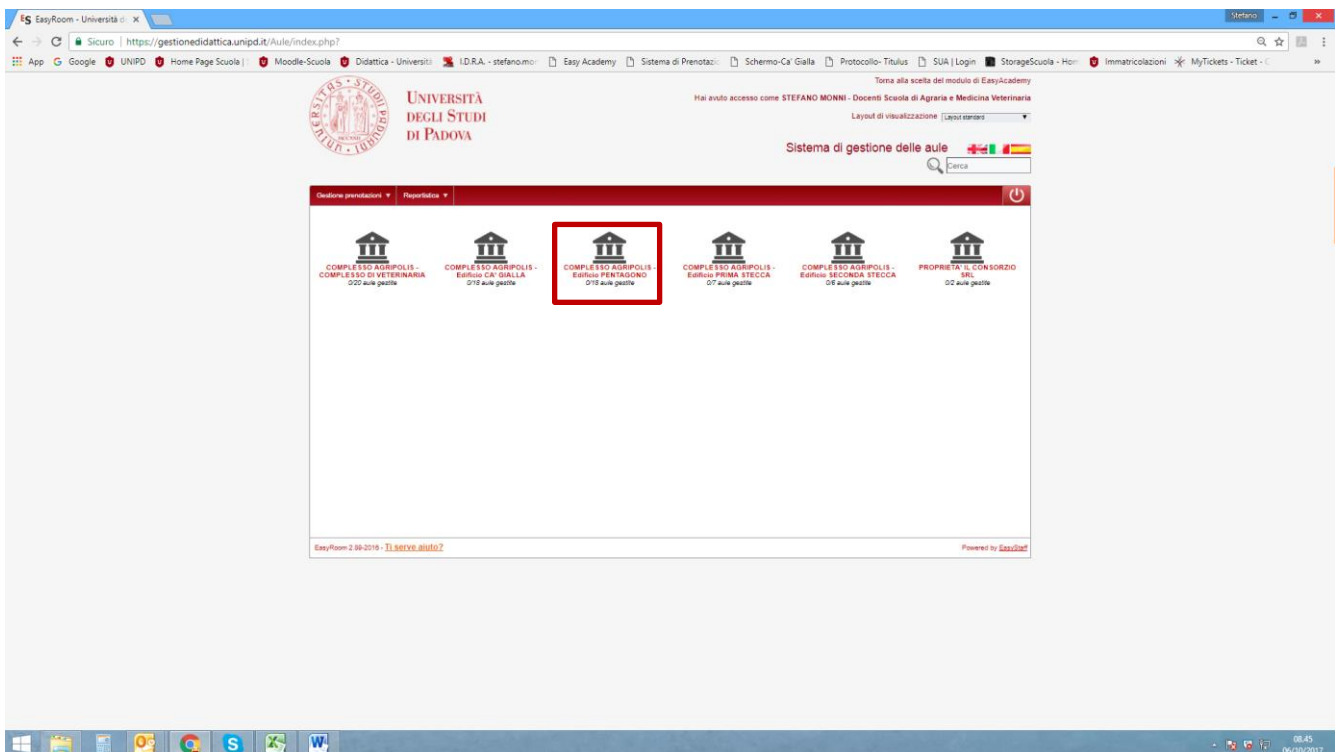 ES EasyRoom - Università d
Stefano
Sicuro | https://gestionedidattica.unipd.it/Aule/index.php?
App Google UNIPD Home Page Scuola | Moodle-Scuola Didattica - Università I.D.R.A. - stefano.mo Easy Academy Sistema di Prenotazi Schermo-Ca' Gialla Protocollo- Titulus SUA | Login StorageScuola - Hom Immatricolazioni MyTickets - Ticket - »
Torna alla scelta del modulo di EasyAcademy
Hai avuto accesso come STEFANO MONNI - Docenti Scuola di Agraria e Medicina Veterinaria
Layout di visualizzazione Layout standard
UNIVERSITÀ
DEGLI STUDI
DI PADOVA
Sistema di gestione delle aule
Cerca
Gestione prenotazioni Reportistica
COMPLESSO AGRIPOLIS -
COMPLESSO DI VETERINARIA
0/20 aule gestite
COMPLESSO AGRIPOLIS -
Edificio CA' GIALLA
0/18 aule gestite
COMPLESSO AGRIPOLIS -
Edificio PENTAGONO
0/18 aule gestite
COMPLESSO AGRIPOLIS -
Edificio PRIMA STECCA
0/7 aule gestite
COMPLESSO AGRIPOLIS -
Edificio SECONDA STECCA
0/6 aule gestite
PROPRIETA' IL CONSORZIO
SRL
0/2 aule gestite
EasyRoom 2.99-2016 - Ti serve aiuto?
Powered by EasyStaff
08.45
06/10/2017